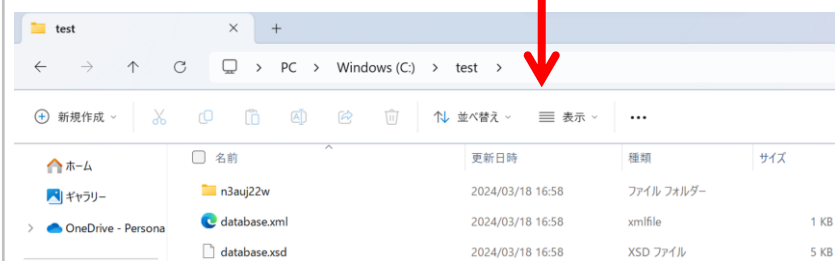 test
PC > Windows (C:) > test >
新規作成 並べ替え 表示 ...
名前 更新日時 種類 サイズ
ホーム
ギャラリー
OneDrive - Persona
n3auj22w 2024/03/18 16:58 ファイル フォルダー
database.xml 2024/03/18 16:58 xmlfile 1 KB
database.xsd 2024/03/18 16:58 XSD ファイル 5 KB